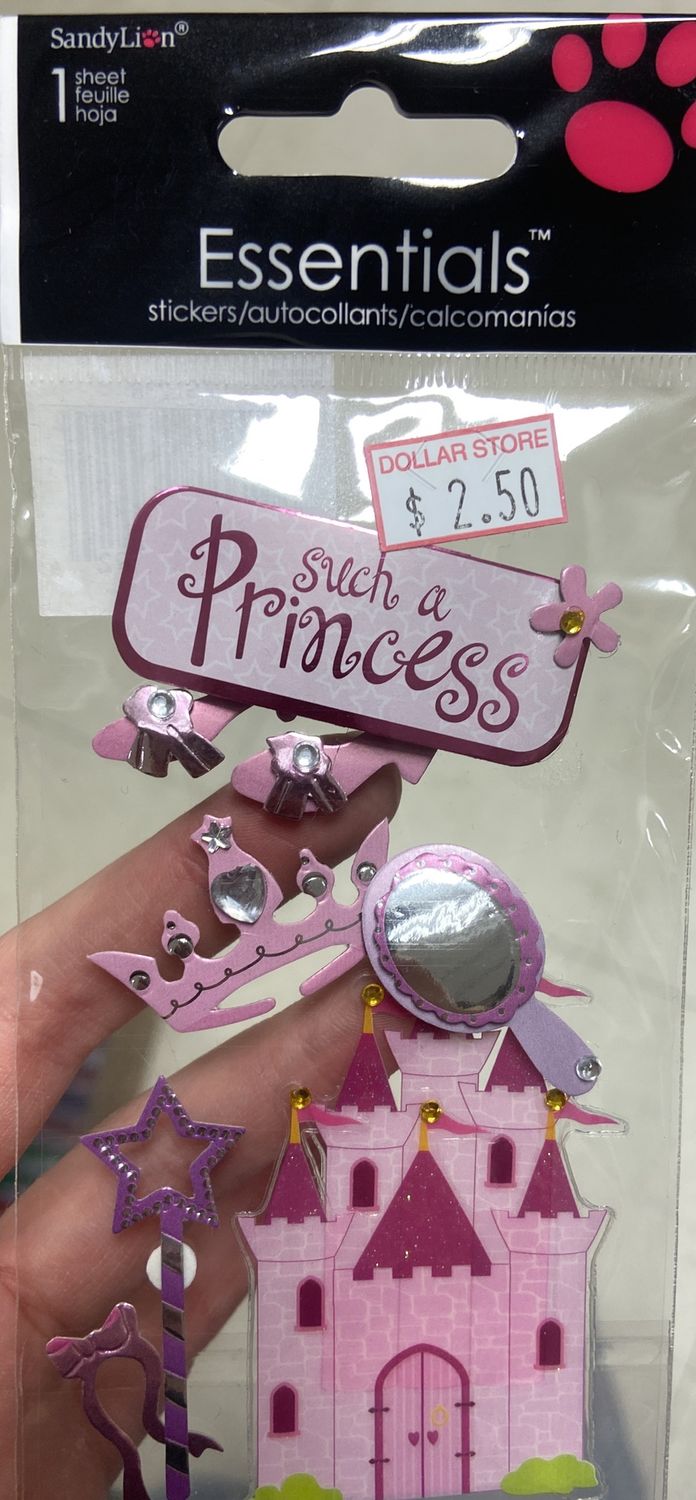 SandyLion®
1 sheet
feuille
hoja
Essentials™
stickers/autocollants/calcomanías
DOLLAR STORE
$ 2.50
such a
Princess